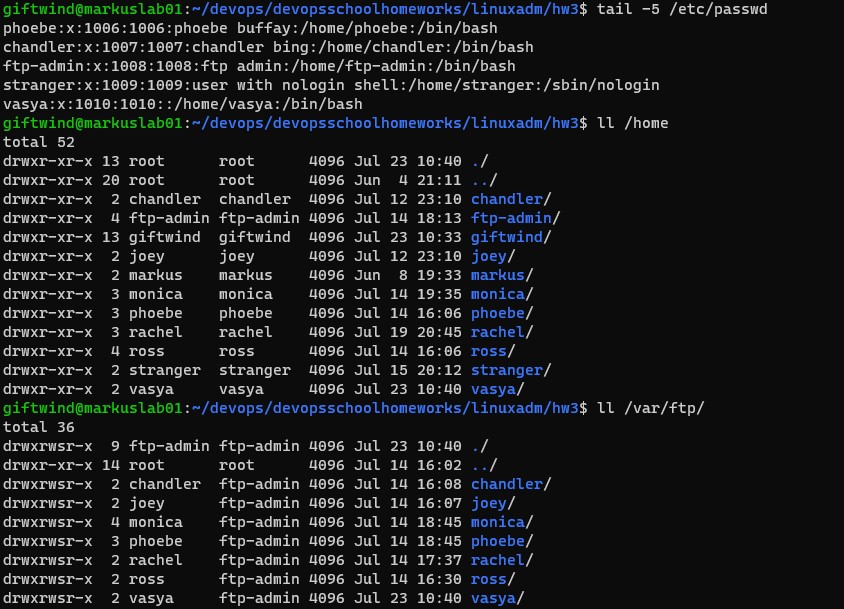 giftwind@markuslab01:~/devops/devopsschoolhomeworks/linuxadm/hw3$ tail -5 /etc/passwd
phoebe:x:1006:1006:phoebe buffay:/home/phoebe:/bin/bash
chandler:x:1007:1007:chandler bing:/home/chandler:/bin/bash
ftp-admin:x:1008:1008:ftp admin:/home/ftp-admin:/bin/bash
stranger:x:1009:1009:user with nologin shell:/home/stranger:/sbin/nologin
vasya:x:1010:1010::/home/vasya:/bin/bash
giftwind@markuslab01:~/devops/devopsschoolhomeworks/linuxadm/hw3$ ll /home
total 52
drwxr-xr-x 13 root      root      4096 Jul 23 10:40 ./
drwxr-xr-x 20 root      root      4096 Jun  4 21:11 ../
drwxr-xr-x  2 chandler  chandler  4096 Jul 12 23:10 chandler/
drwxr-xr-x  4 ftp-admin ftp-admin 4096 Jul 14 18:13 ftp-admin/
drwxr-xr-x 13 giftwind  giftwind  4096 Jul 23 10:33 giftwind/
drwxr-xr-x  2 joey      joey      4096 Jul 12 23:10 joey/
drwxr-xr-x  2 markus    markus    4096 Jun  8 19:33 markus/
drwxr-xr-x  3 monica    monica    4096 Jul 14 19:35 monica/
drwxr-xr-x  3 phoebe    phoebe    4096 Jul 14 16:06 phoebe/
drwxr-xr-x  3 rachel    rachel    4096 Jul 19 20:45 rachel/
drwxr-xr-x  4 ross      ross      4096 Jul 14 16:06 ross/
drwxr-xr-x  2 stranger  stranger  4096 Jul 15 20:12 stranger/
drwxr-xr-x  2 vasya     vasya     4096 Jul 23 10:40 vasya/
giftwind@markuslab01:~/devops/devopsschoolhomeworks/linuxadm/hw3$ ll /var/ftp/
total 36
drwxrwsr-x  9 ftp-admin ftp-admin 4096 Jul 23 10:40 ./
drwxr-xr-x 14 root      root      4096 Jul 14 16:02 ../
drwxrwsr-x  2 chandler  ftp-admin 4096 Jul 14 16:08 chandler/
drwxrwsr-x  2 joey      ftp-admin 4096 Jul 14 16:07 joey/
drwxrwsr-x  4 monica    ftp-admin 4096 Jul 14 18:45 monica/
drwxrwsr-x  3 phoebe    ftp-admin 4096 Jul 14 18:45 phoebe/
drwxrwsr-x  2 rachel    ftp-admin 4096 Jul 14 17:37 rachel/
drwxrwsr-x  2 ross      ftp-admin 4096 Jul 14 16:30 ross/
drwxrwsr-x  2 vasya     ftp-admin 4096 Jul 23 10:40 vasya/